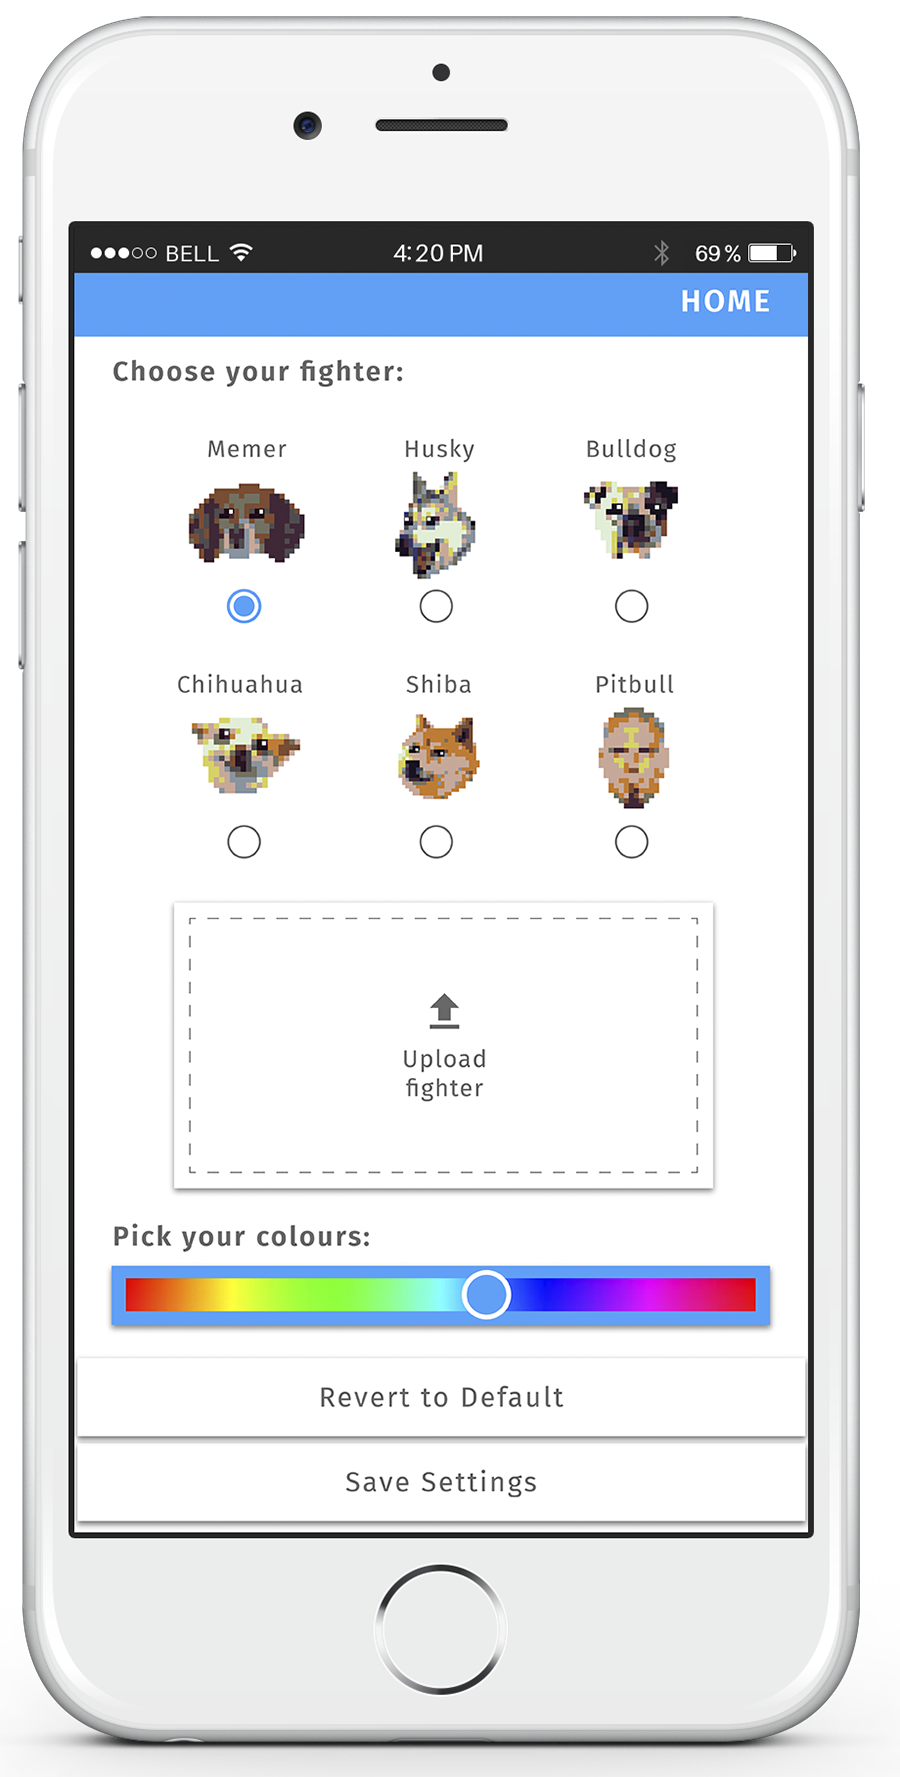 BELL 4:20 PM 69%
HOME
Choose your fighter:
Memer Husky Bulldog
Chihuahua Shiba Pitbull
Upload
fighter
Pick your colours:
Revert to Default
Save Settings